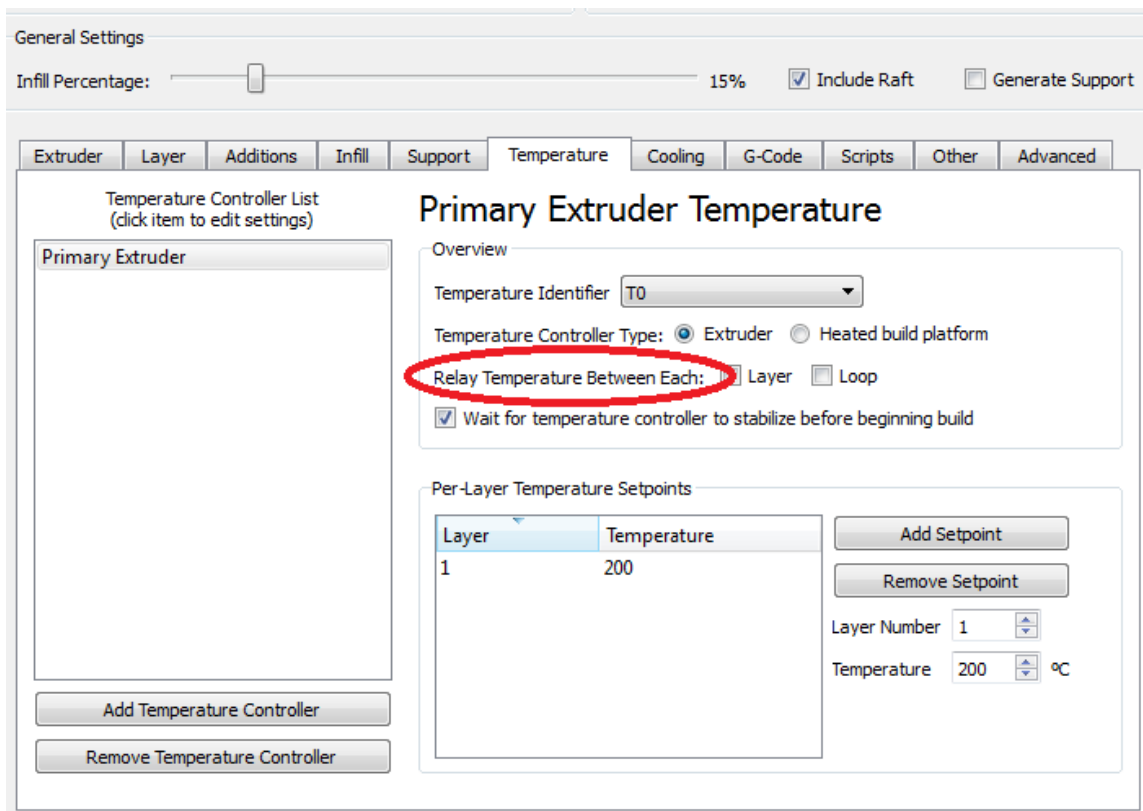 General Settings
Infill Percentage: 15% Include Raft Generate Support
Extruder Layer Additions Infill Support Temperature Cooling G-Code Scripts Other Advanced
Temperature Controller List
(click item to edit settings)
Primary Extruder
Add Temperature Controller
Remove Temperature Controller
Primary Extruder Temperature
Overview
Temperature Identifier T0
Temperature Controller Type: Extruder Heated build platform
Relay Temperature Between Each: Layer Loop
Wait for temperature controller to stabilize before beginning build
Per-Layer Temperature Setpoints
Layer Temperature
1 200
Add Setpoint
Remove Setpoint
Layer Number 1
Temperature 200 ºC